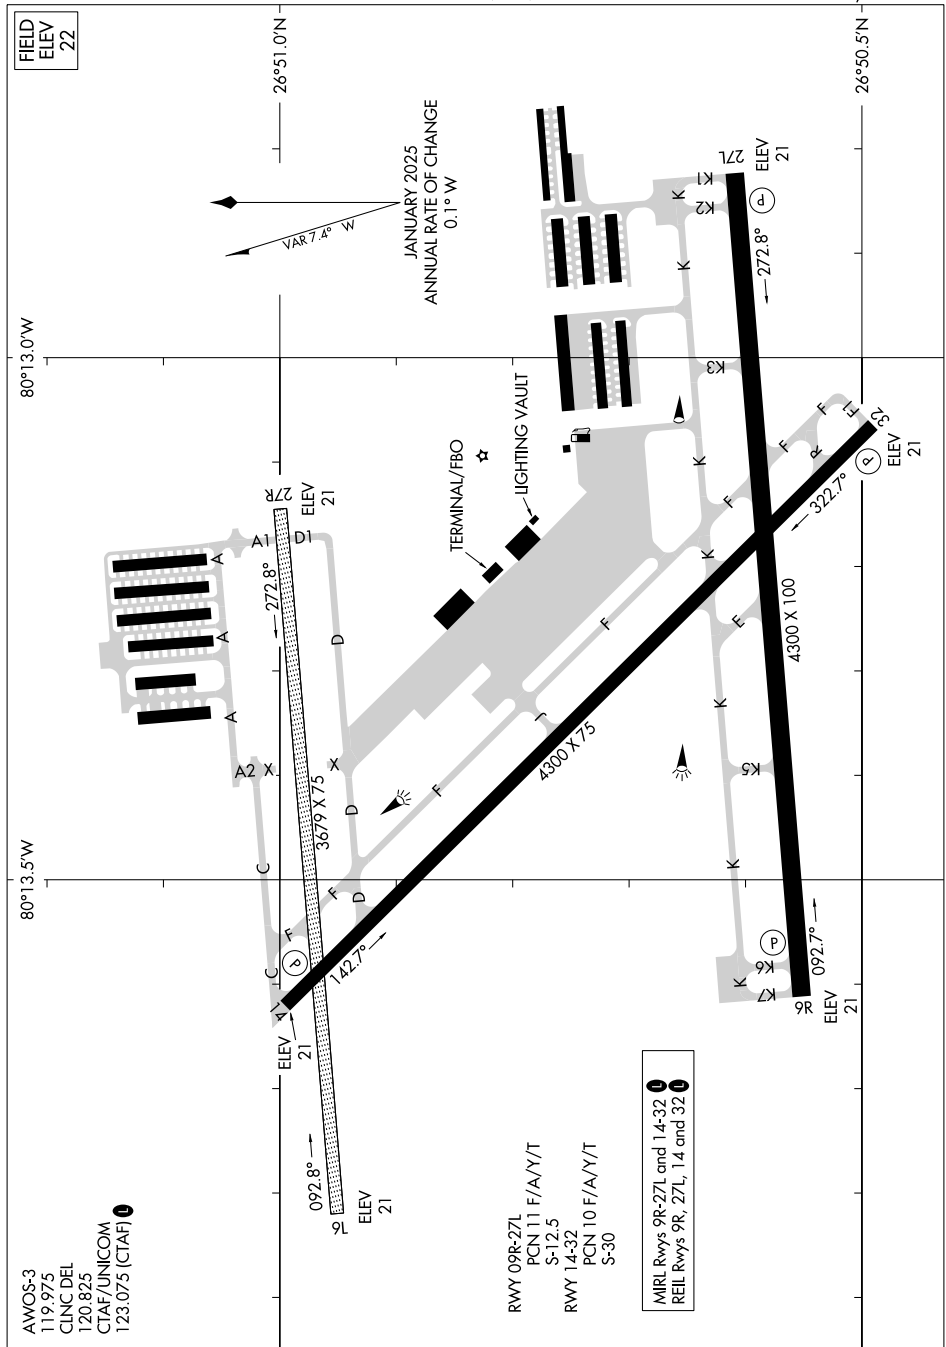 FIELD
ELEV
22
26°51.0'N
26°50.5'N
JANUARY 2025
ANNUAL RATE OF CHANGE
0.1° W
VAR 7.4° W
80°13.0'W
80°13.5'W
K1
27L
ELEV
21
K
K2
P
K
272.8°
K3
TERMINAL/FBO
LIGHTING VAULT
27R
ELEV
21
A
A1
D1
272.8°
A
D
A
A2
X
X
3679 X 75
D
C
D
F
F
C
P
14
ELEV
21
142.7°
F
F
J
4300 X 75
K
K
F
F
F
F1
R
32
ELEV
21
P
322.7°
E
4300 X 100
K
K5
K
K
K6
K7
P
092.7°
9R
ELEV
21
092.8°
9L
ELEV
21
AWOS-3
119.975
CLNC DEL
120.825
CTAF/UNICOM
123.075 (CTAF) L
RWY 09R-27L
PCN 11 F/A/Y/T
S-12.5
RWY 14-32
PCN 10 F/A/Y/T
S-30
MIRL Rwys 9R-27L and 14-32 L
REIL Rwys 9R, 27L, 14 and 32 L